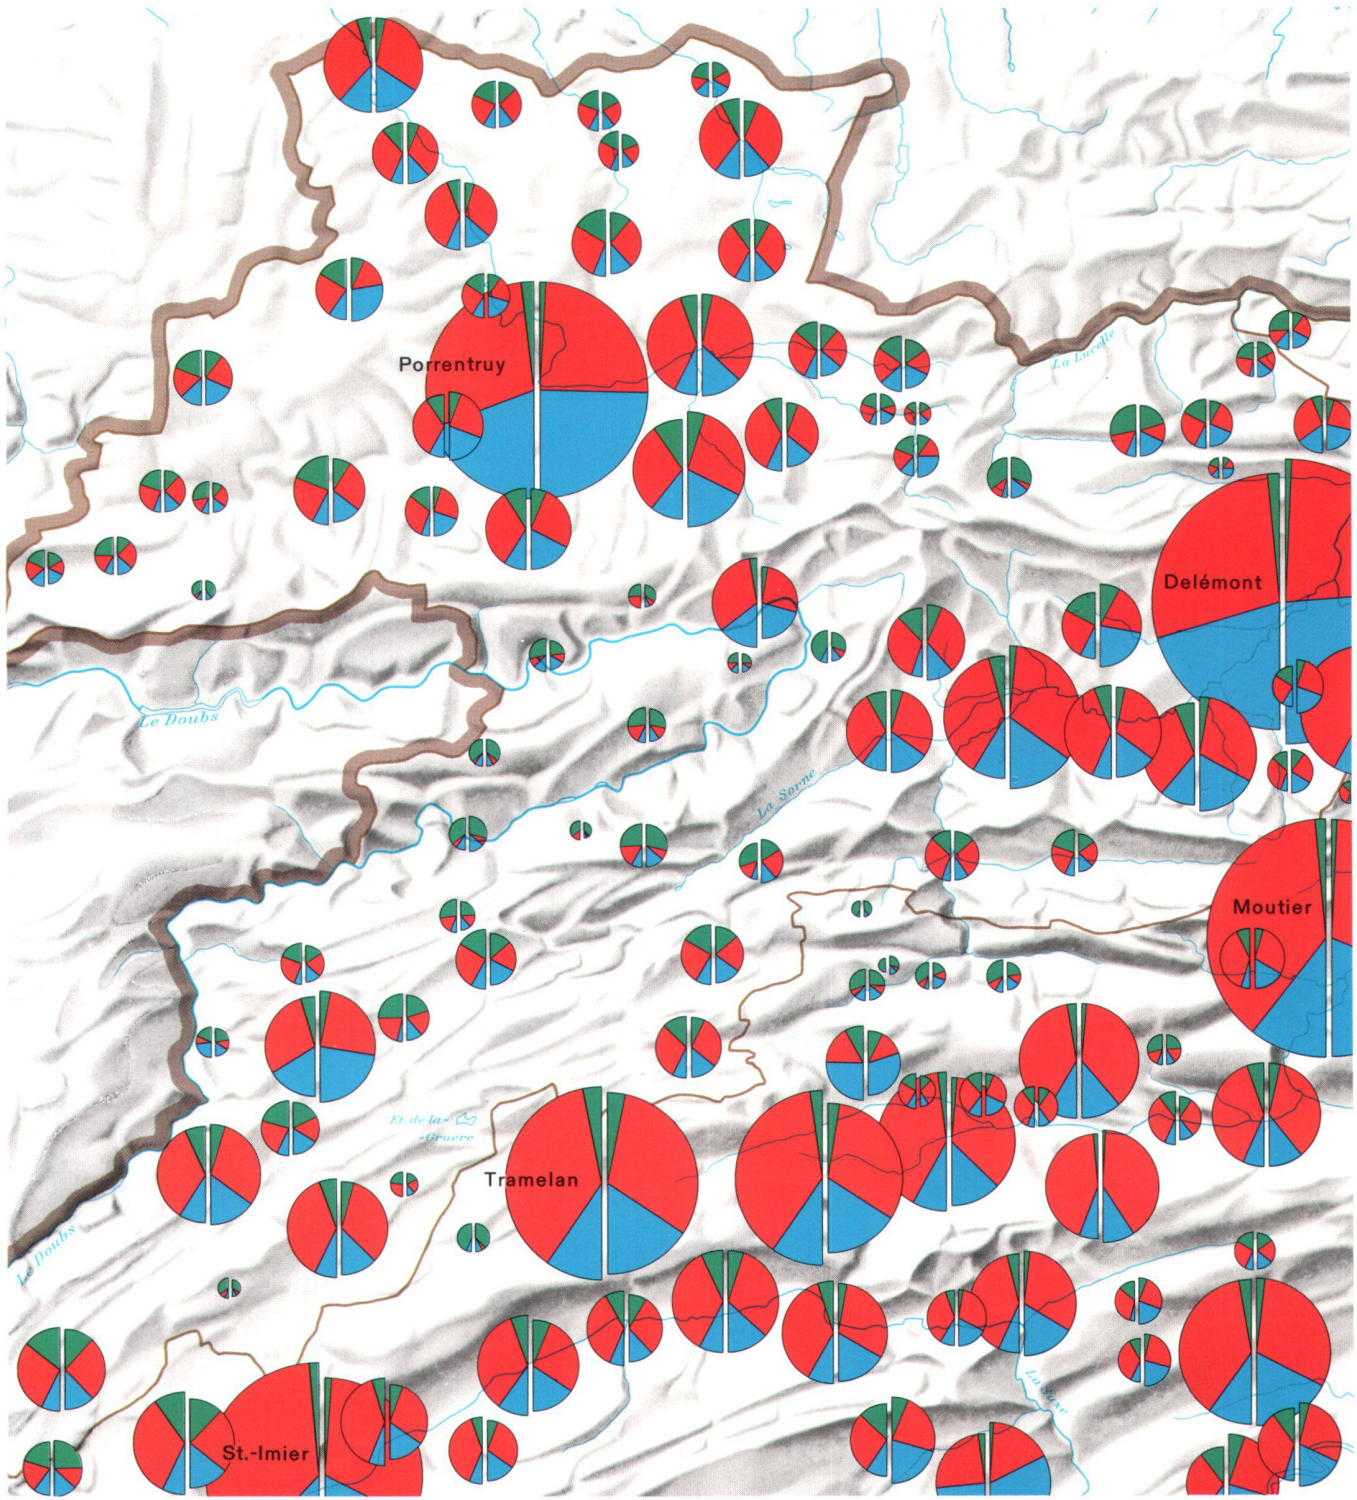 La Lucelle
Porrentruy
Delémont
Le Doubs
La Sorne
Moutier
Et. de la-
-Gruère
Tramelan
Le Doubs
La Suze
St.-Imier